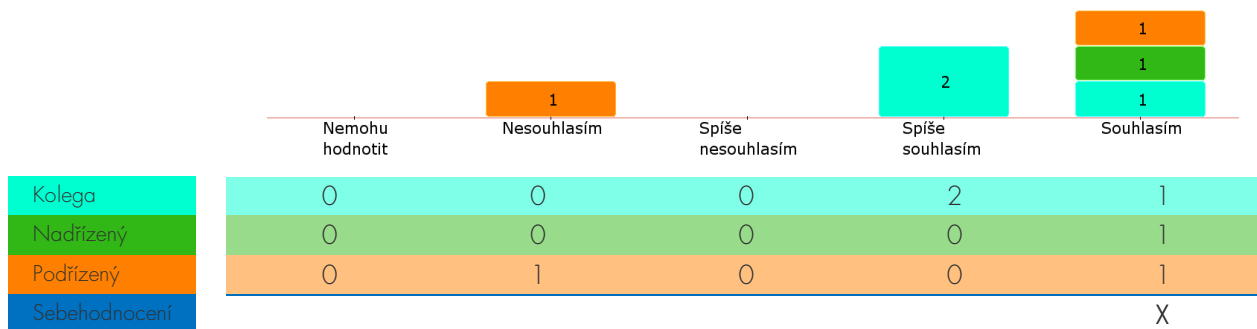 1
1
2
1
1
Nemohu hodnotit
Nesouhlasím
Spíše nesouhlasím
Spíše souhlasím
Souhlasím
Kolega 0 0 0 2 1
Nadřízený 0 0 0 0 1
Podřízený 0 1 0 0 1
Sebehodnocení X